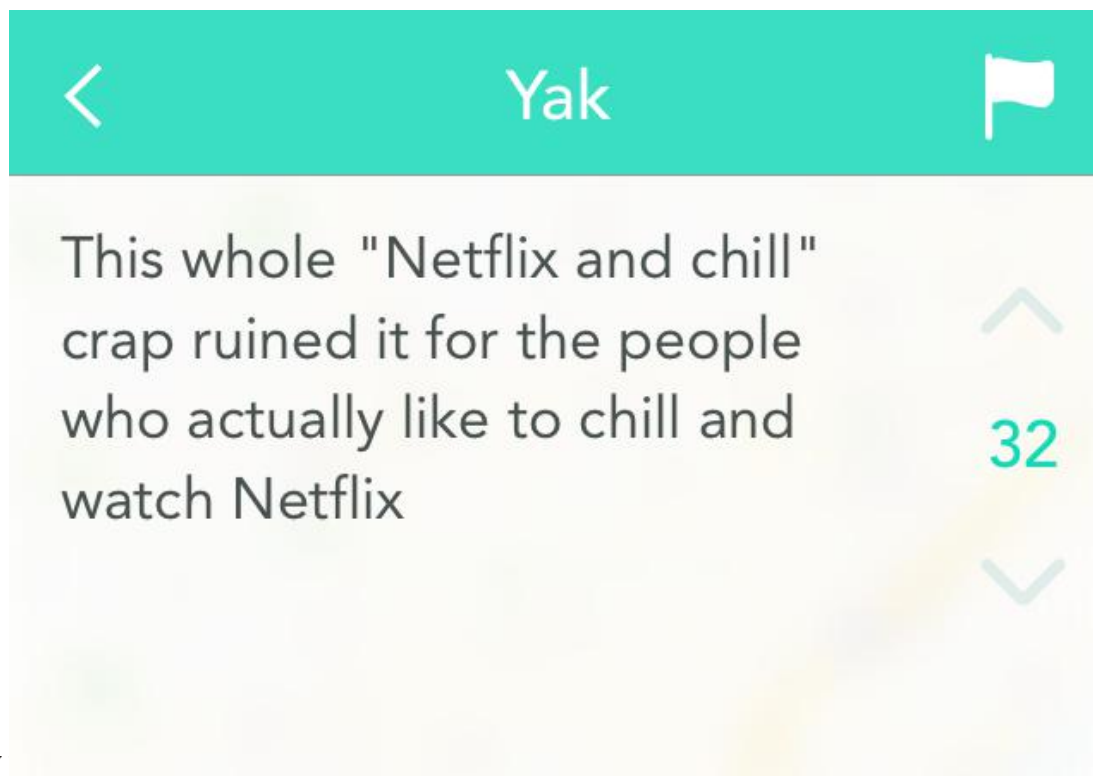 Yak
This whole "Netflix and chill"
crap ruined it for the people
who actually like to chill and
watch Netflix
32